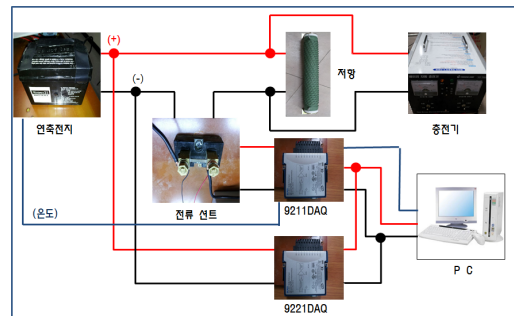 (+)
(-)
저항
연축전지
충전기
전류 션트
(온도)
9211DAQ
9221DAQ
P C